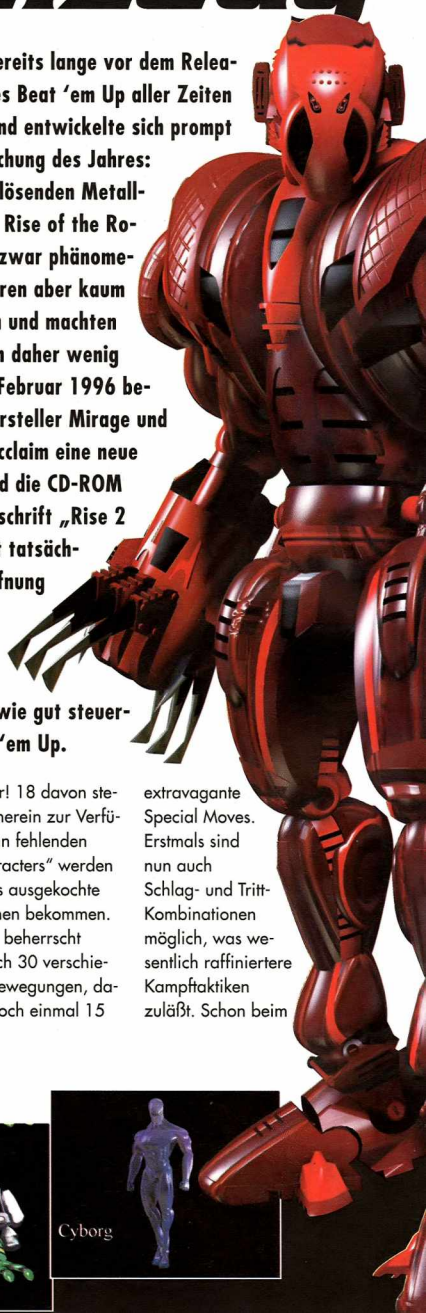 ereits lange vor dem Relea-
es Beat ‘em Up aller Zeiten
nd entwickelte sich prompt
chung des Jahres:
lösenden Metall-
Rise of the Ro-
zwar phänome-
ren aber kaum
und machten
n daher wenig
Februar 1996 be-
rsteller Mirage und
cclaim eine neue
d die CD-ROM
schrift „Rise 2
t tatsäch-
fnung
wie gut steuer-
‘em Up.
r! 18 davon ste-
nerein zur Verfü-
n fehlenden
racters“ werden
s ausgekochte
nen bekommen.
beherrscht
ch 30 verschie-
ewegungen, da-
och einmal 15
extravagante
Special Moves.
Erstmals sind
nun auch
Schlag- und Tritt-
Kombinationen
möglich, was we-
sentlich raffiniertere
Kampftaktiken
zuläßt. Schon beim
Cyborg